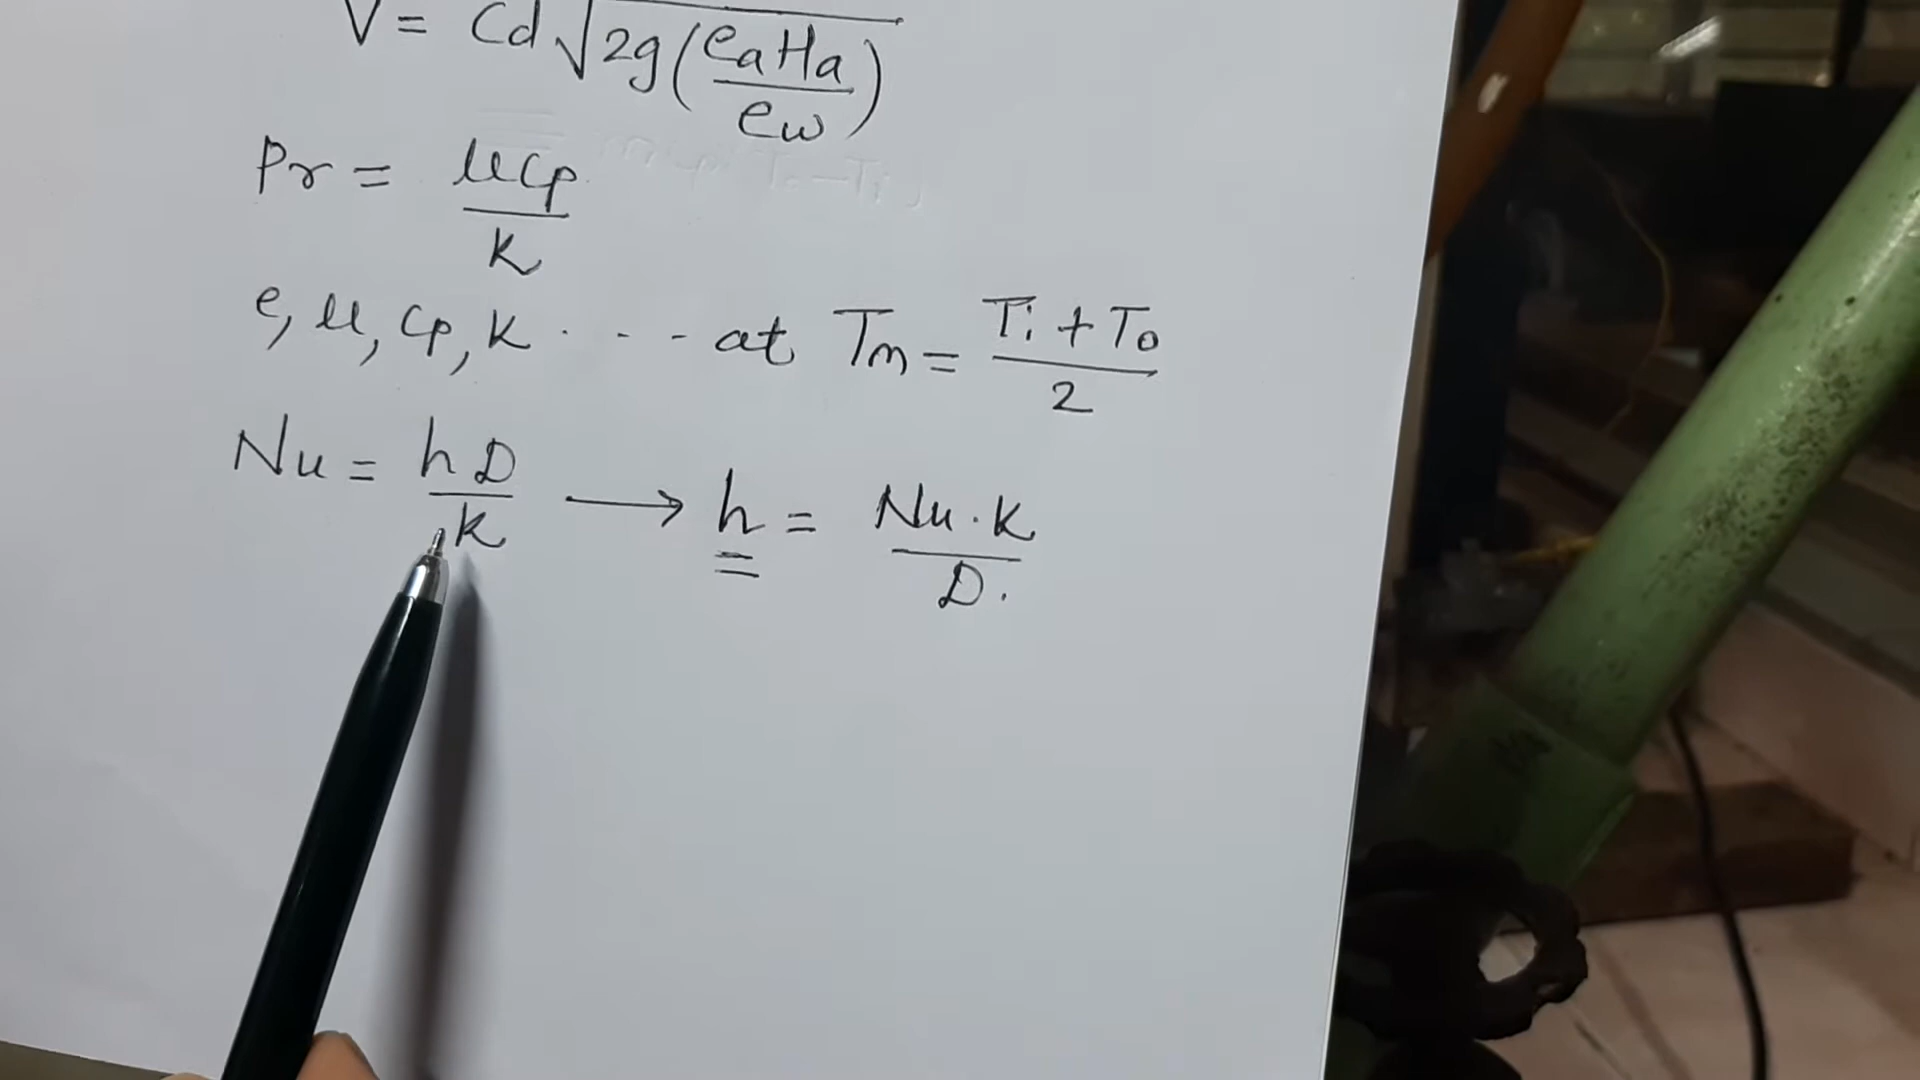 V = Cd √2g(ρaHa/ρw)
Pr = μCp/K
ρ, μ, Cp, K · - - at Tm = Ti + To/2
Nu = hD/K → h = Nu·K/D.